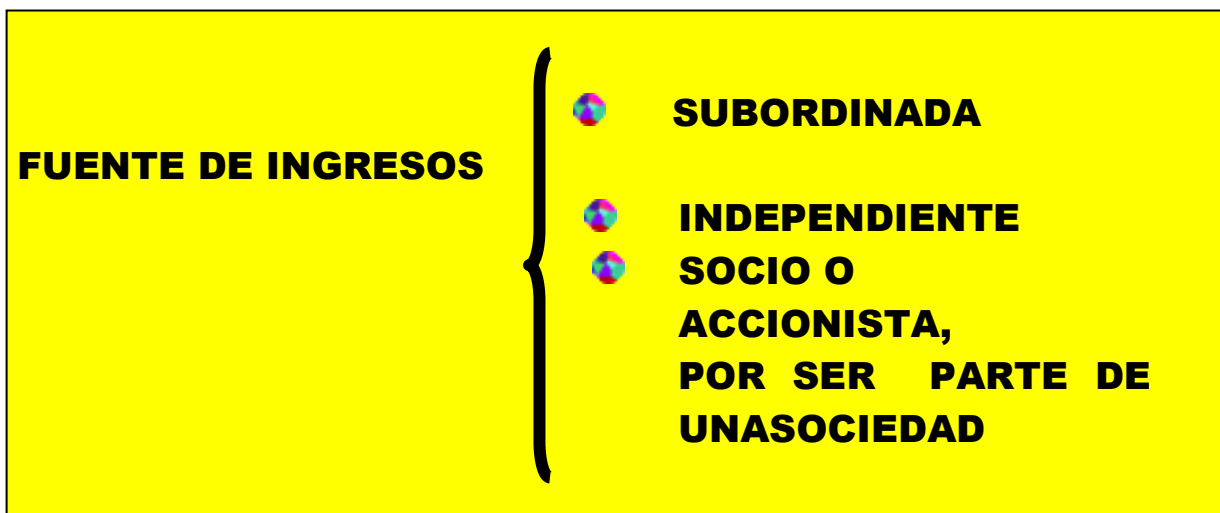 SUBORDINADA
FUENTE DE INGRESOS
INDEPENDIENTE
SOCIO O
ACCIONISTA,
POR SER PARTE DE
UNASOCIEDAD